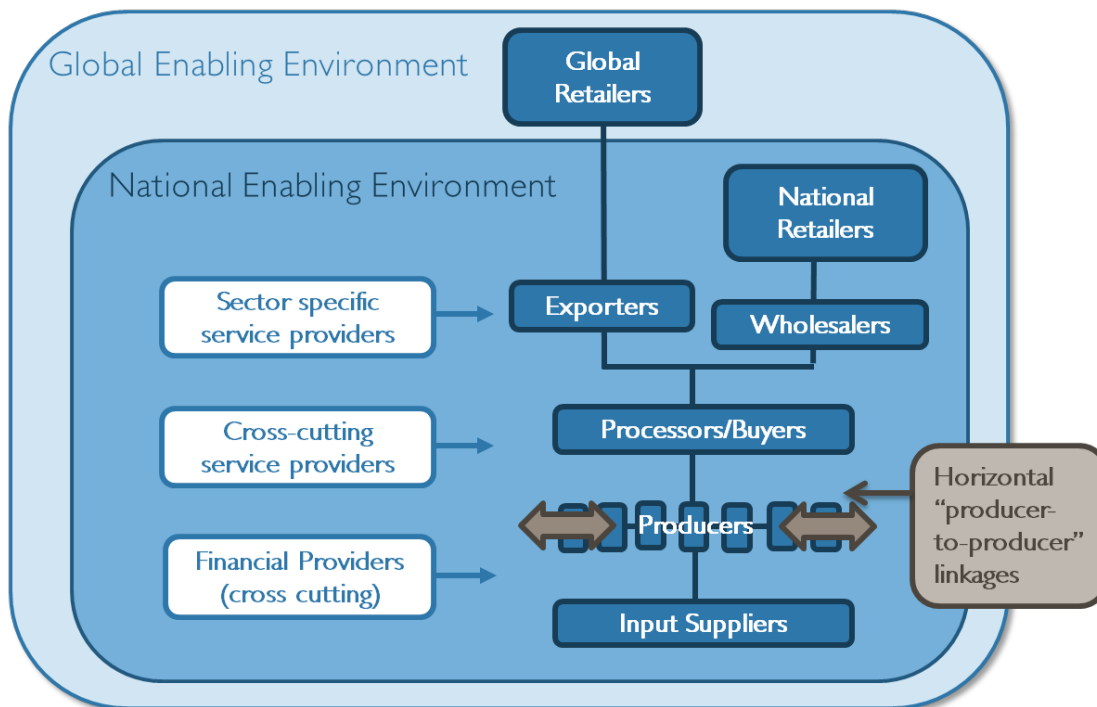 Global Enabling Environment
Global
Retailers
National Enabling Environment
National
Retailers
Sector specific
service providers
Exporters
Wholesalers
Cross-cutting
service providers
Processors/Buyers
Horizontal
“producer-
to-producer”
linkages
Producers
Financial Providers
(cross cutting)
Input Suppliers